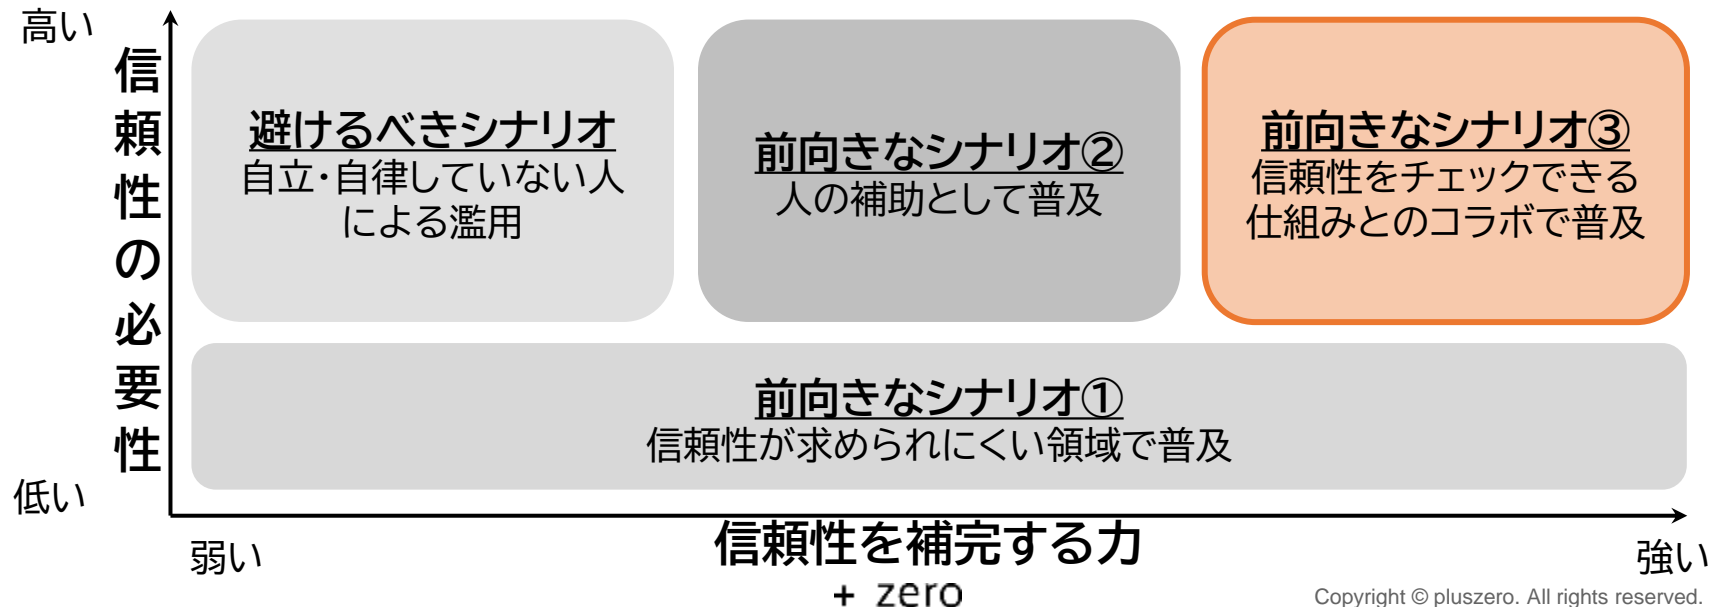 高い
信頼性の必要性
低い
避けるべきシナリオ
自立・自律していない人
による濫用
前向きなシナリオ②
人の補助として普及
前向きなシナリオ③
信頼性をチェックできる
仕組みとのコラボで普及
前向きなシナリオ①
信頼性が求められにくい領域で普及
弱い
信頼性を補完する力
強い
+ zero
Copyright © pluszero. All rights reserved.